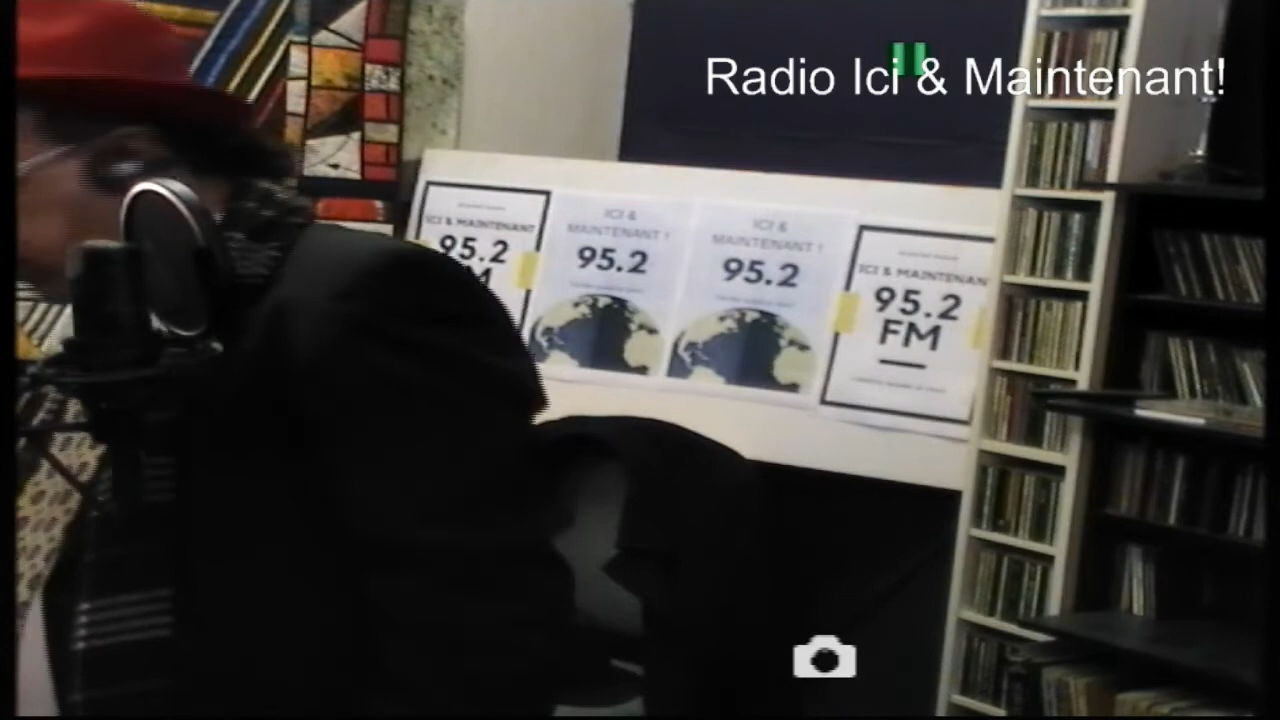 Radio Ici & Maintenant!
ICI & MAINTENANT
95.2
ICI &
MAINTENANT !
95.2
ICI &
MAINTENANT !
95.2
ICI & MAINTENANT
95.2
FM